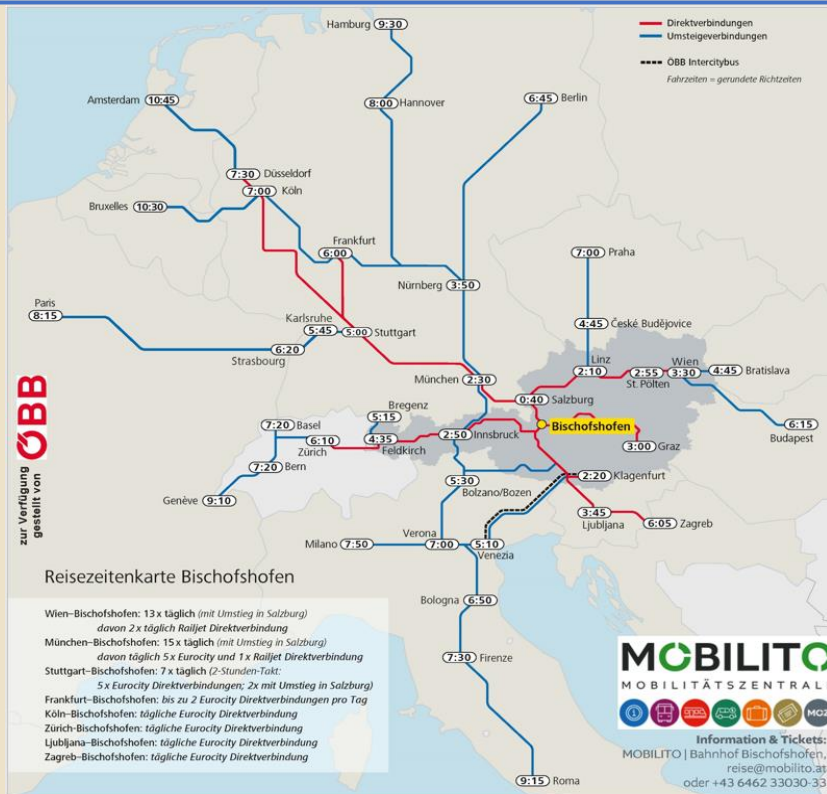 Hamburg 9:30
Direktverbindungen
Umsteigeverbindungen
ÖBB Intercitybus
Fahrzeiten = gerundete Richtzeiten
Amsterdam 10:45
8:00 Hannover
6:45 Berlin
7:30 Düsseldorf
7:00 Köln
Bruxelles 10:30
Frankfurt
6:00
7:00 Praha
Nürnberg 3:50
Paris
8:15
Karlsruhe
5:45
5:00 Stuttgart
Strasbourg
6:20
4:45 České Budějovice
Linz
2:10
2:55
St. Pölten
Wien
3:30
4:45 Bratislava
München 2:30
0:40 Salzburg
Bregenz
5:15
Bischofshofen
6:15
Budapest
7:20 Basel
6:10
Zürich
4:35
Feldkirch
2:50 Innsbruck
3:00 Graz
7:20
Bern
Genève 9:10
5:30
Bolzano/Bozen
2:20 Klagenfurt
3:45
Ljubljana
6:05 Zagreb
Verona
Milano 7:50
7:00
5:10
Venezia
Bologna 6:50
7:30 Firenze
9:15 Roma
zur Verfügung
gestellt von
ÖBB
Reisezeitenkarte Bischofshofen
Wien–Bischofshofen: 13 x täglich (mit Umstieg in Salzburg)
davon 2 x täglich Railjet Direktverbindung
München–Bischofshofen: 15 x täglich (mit Umstieg in Salzburg)
davon täglich 5 x Eurocity und 1 x Railjet Direktverbindung
Stuttgart–Bischofshofen: 7 x täglich (2-Stunden-Takt:
5 x Eurocity Direktverbindungen; 2x mit Umstieg in Salzburg)
Frankfurt–Bischofshofen: bis zu 2 Eurocity Direktverbindungen pro Tag
Köln–Bischofshofen: tägliche Eurocity Direktverbindung
Zürich-Bischofshofen: tägliche Eurocity Direktverbindung
Ljubljana–Bischofshofen: tägliche Eurocity Direktverbindung
Zagreb–Bischofshofen: tägliche Eurocity Direktverbindung
MOBILITO
MOBILITÄTSZENTRAL
MOZ
Information & Tickets:
MOBILITO | Bahnhof Bischofshofen,
reise@mobilito.at
oder +43 6462 33030-33